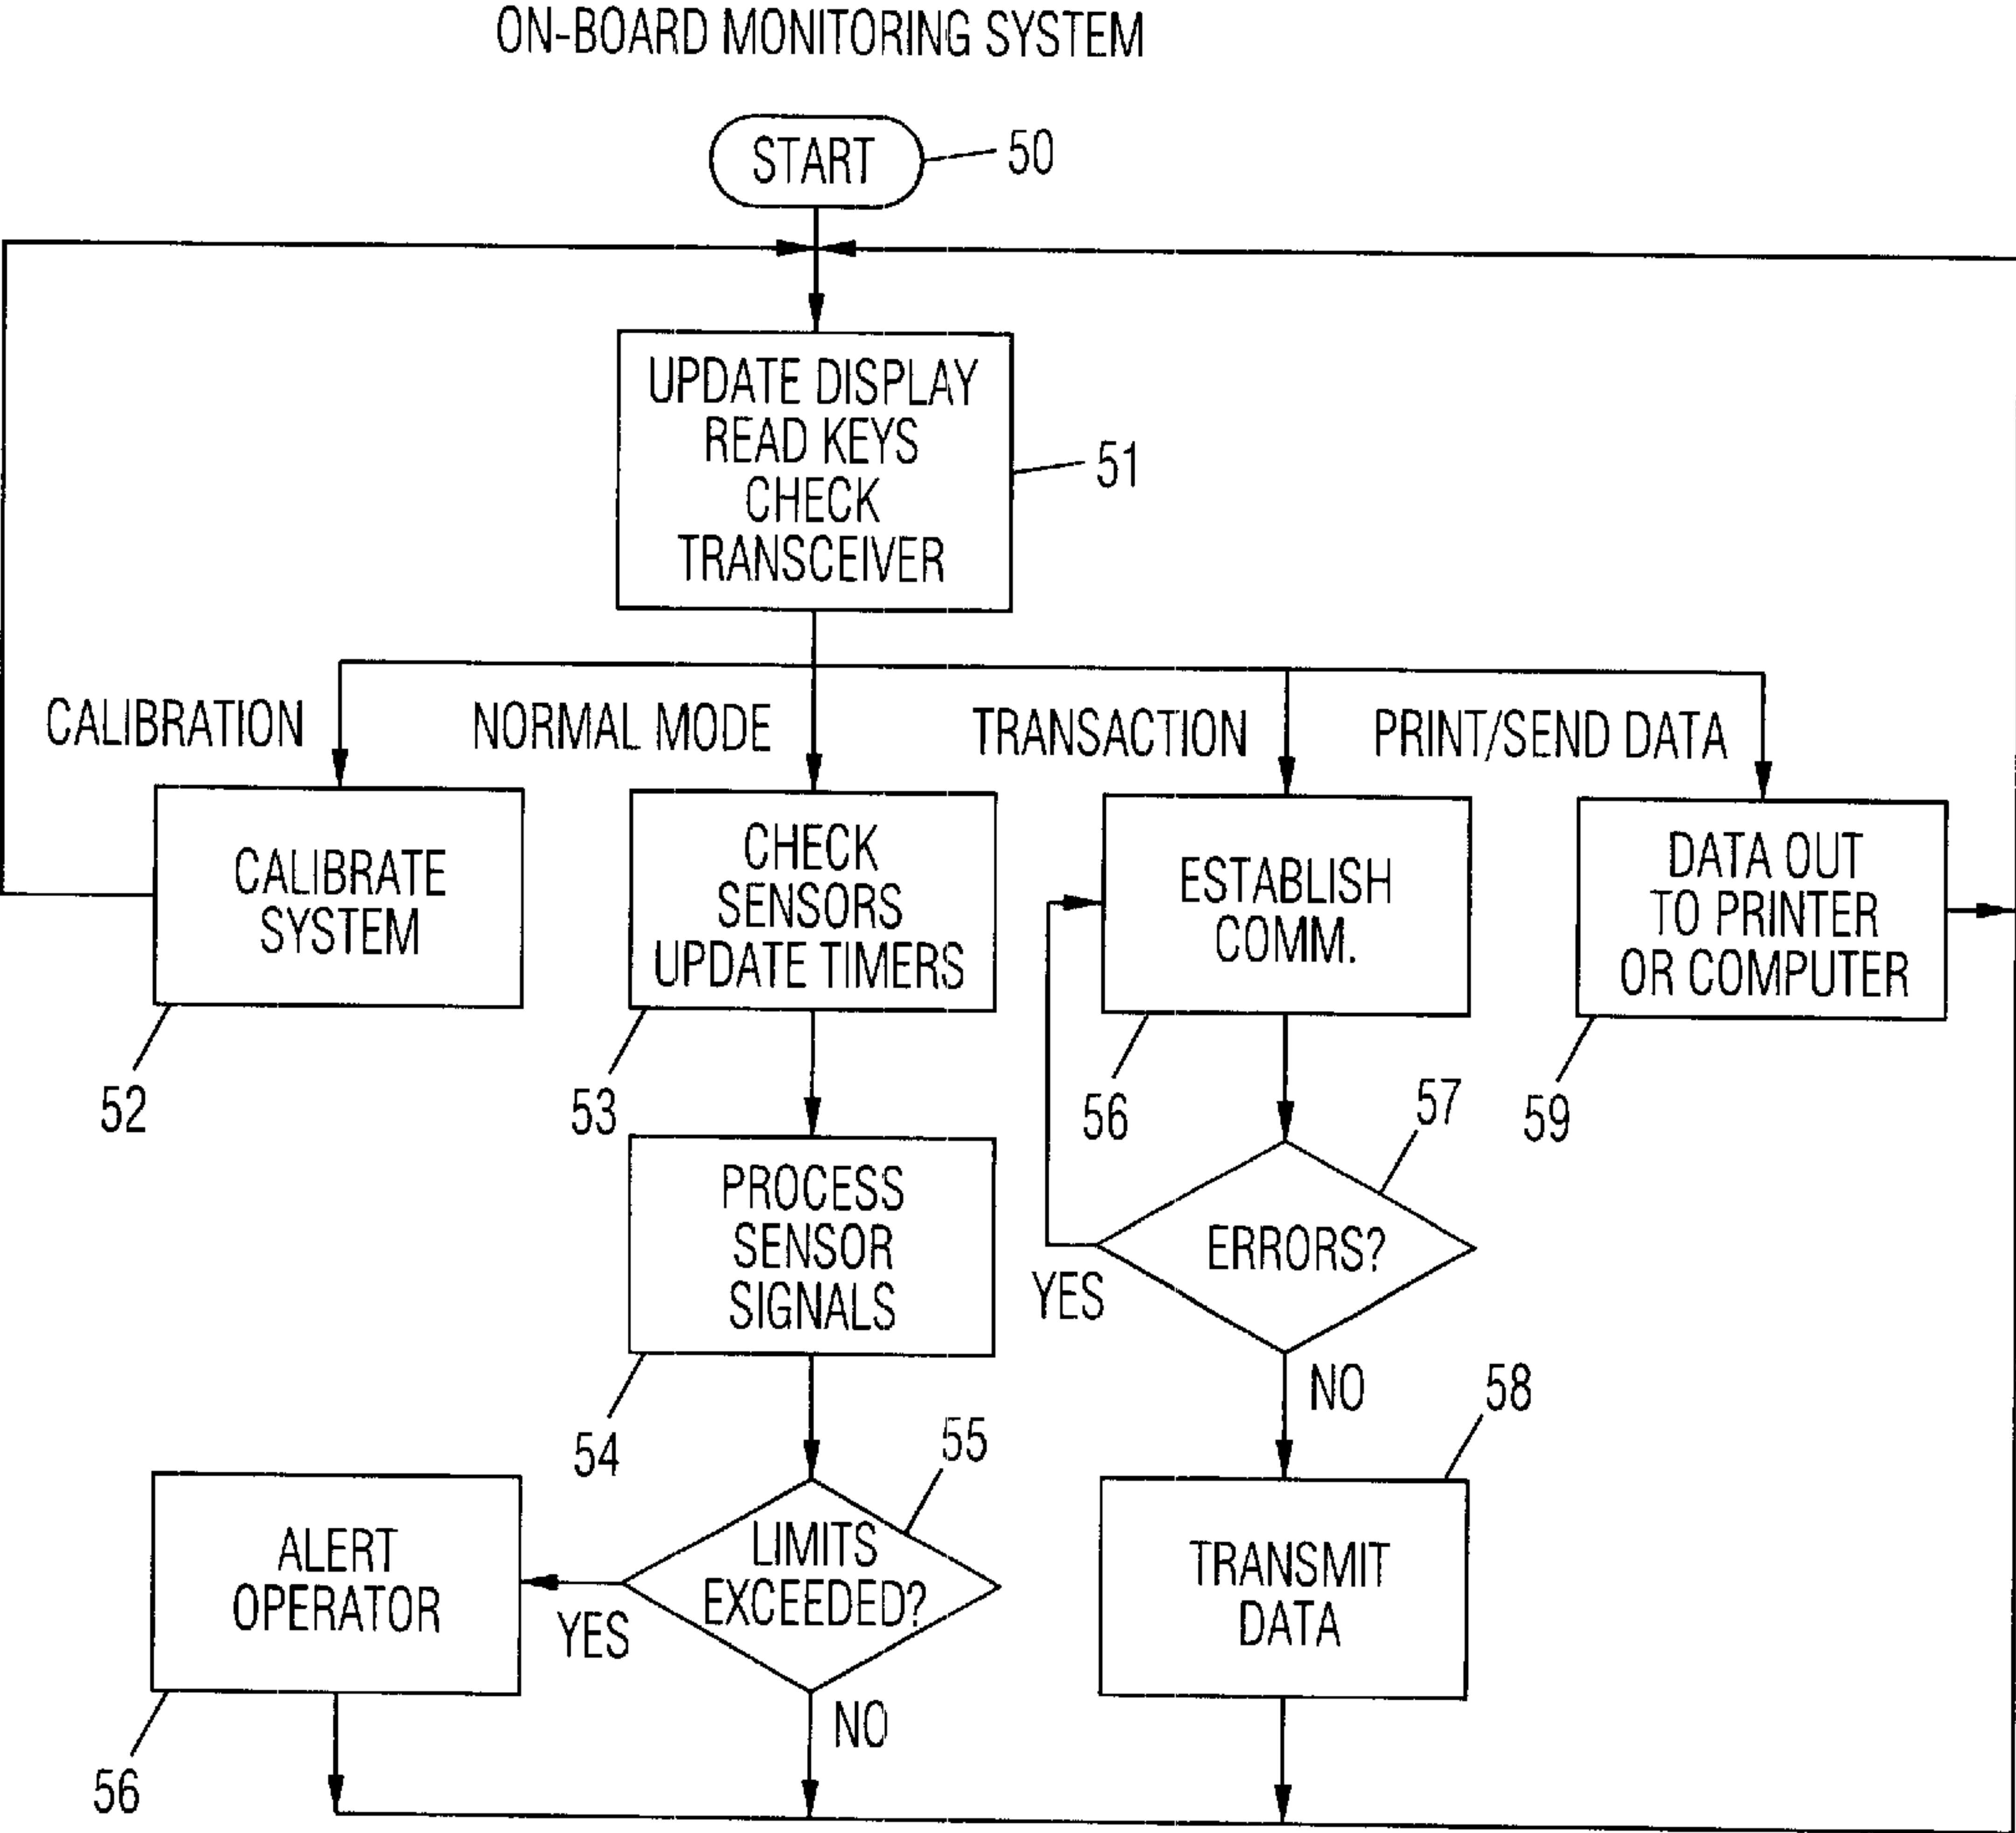 ON-BOARD MONITORING SYSTEM
START
50
UPDATE DISPLAY
READ KEYS
CHECK
TRANSCEIVER
51
CALIBRATION
NORMAL MODE
TRANSACTION
PRINT/SEND DATA
CALIBRATE
SYSTEM
52
CHECK
SENSORS
UPDATE TIMERS
53
ESTABLISH
COMM.
56
DATA OUT
TO PRINTER
OR COMPUTER
59
PROCESS
SENSOR
SIGNALS
54
ERRORS?
57
YES
NO
ALERT
OPERATOR
56
LIMITS
EXCEEDED?
55
YES
NO
TRANSMIT
DATA
58